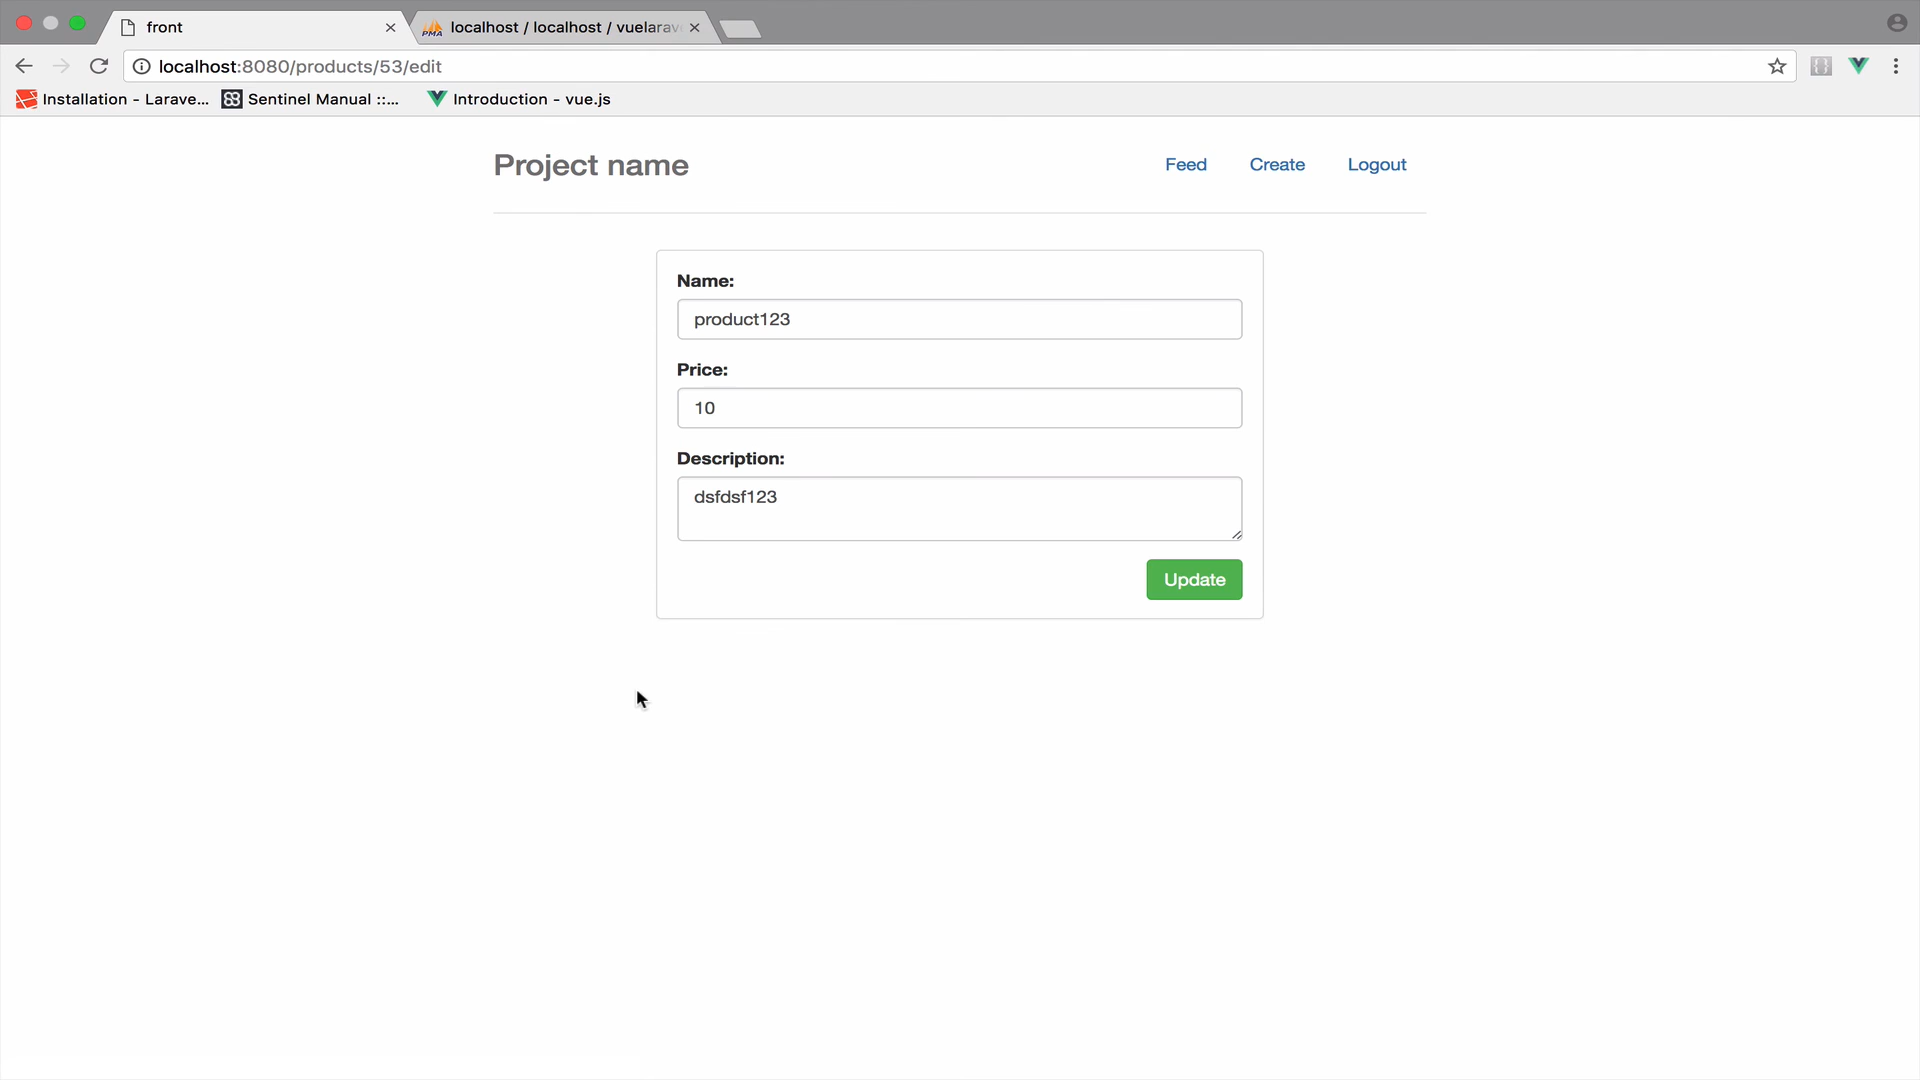 front
localhost / localhost / vuelarav
localhost:8080/products/53/edit
Installation - Larave... Sentinel Manual ::... Introduction - vue.js
Project name Feed Create Logout
Name:
product123
Price:
10
Description:
dsfdsf123
Update